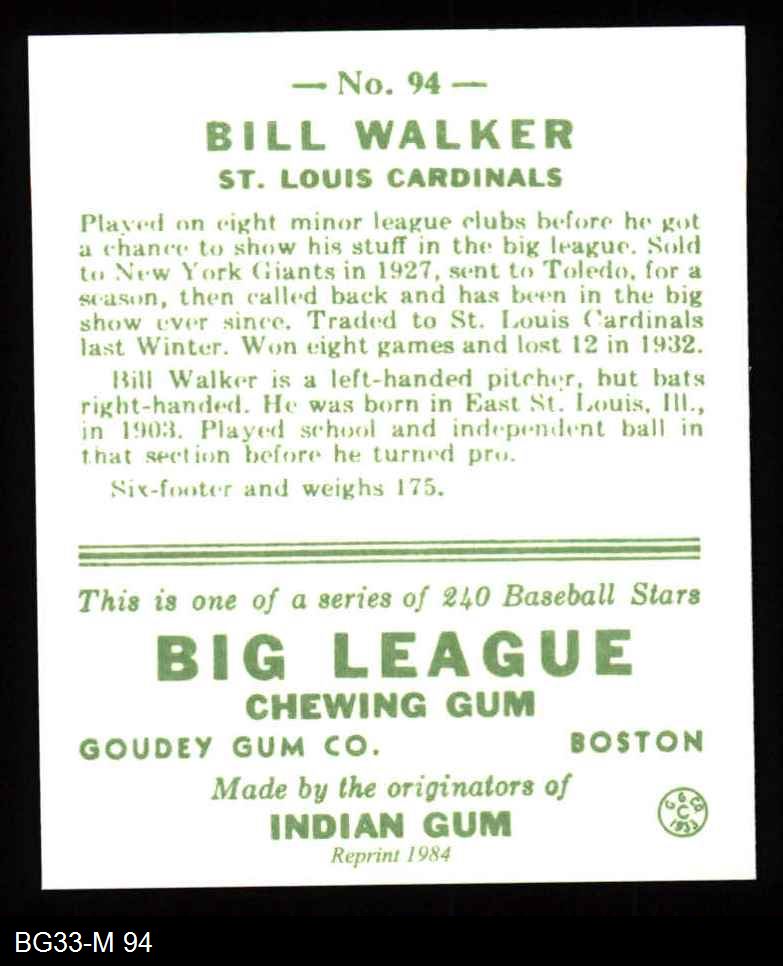 — No. 94 —
BILL WALKER
ST. LOUIS CARDINALS
Played on eight minor league clubs before he got
a chance to show his stuff in the big league. Sold
to New York Giants in 1927, sent to Toledo, for a
season, then called back and has been in the big
show ever since. Traded to St. Louis Cardinals
last Winter. Won eight games and lost 12 in 1932.
Bill Walker is a left-handed pitcher, but bats
right-handed. He was born in East St. Louis, Ill.,
in 1903. Played school and independent ball in
that section before he turned pro.
Six-footer and weighs 175.
This is one of a series of 240 Baseball Stars
BIG LEAGUE
CHEWING GUM
GOUDEY GUM CO. BOSTON
Made by the originators of
INDIAN GUM
G G CO
C
1933
Reprint 1984
BG33-M 94